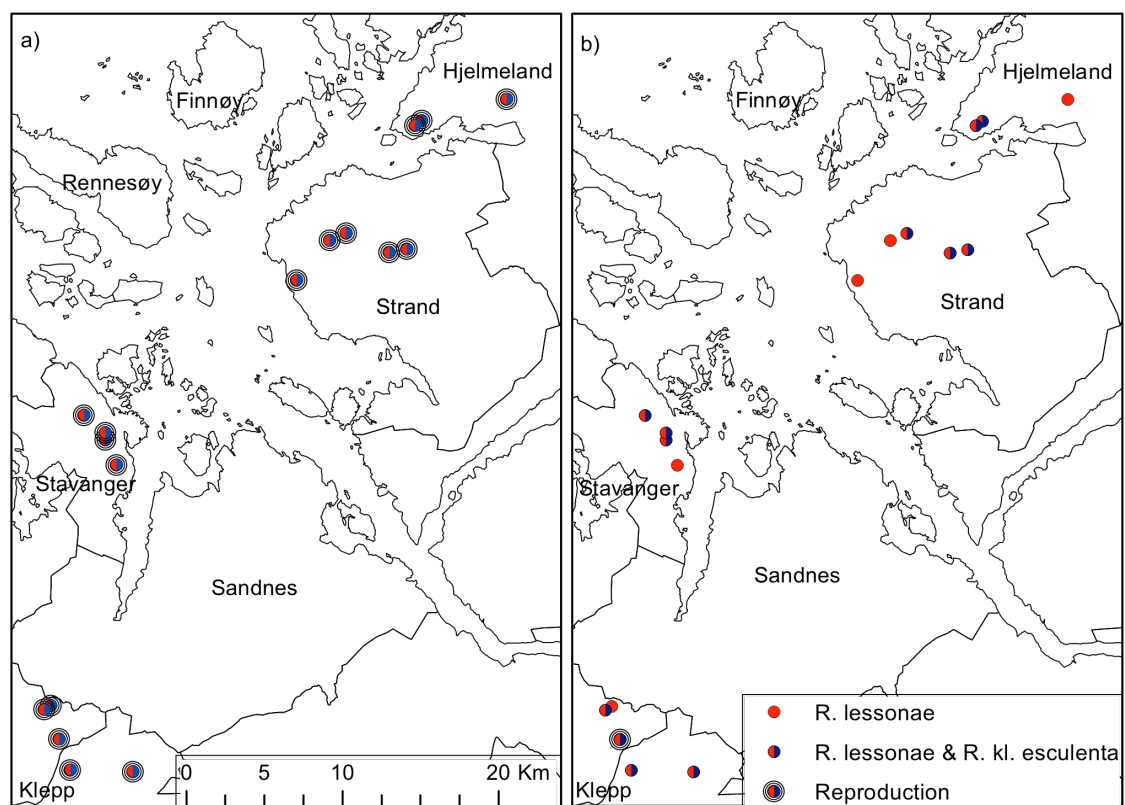 a)
Hjelmeland
Finnøy
Rennesøy
Strand
Stavanger
Sandnes
Klepp
0 5 10 20 Km
b)
Hjelmeland
Finnøy
Strand
Stavanger
Sandnes
Klepp
R. lessonae
R. lessonae & R. kl. esculenta
Reproduction